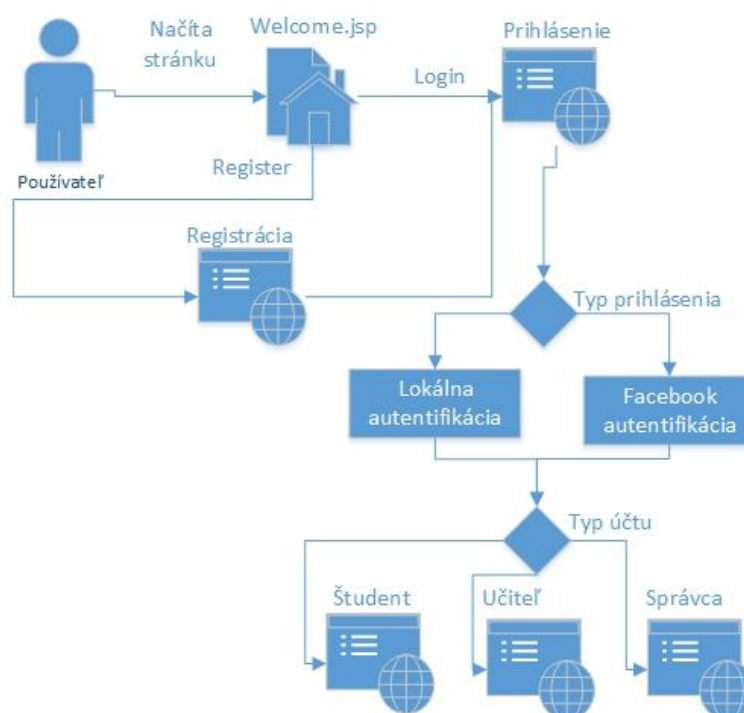 Načíta
stránku
Welcome.jsp
Prihlásenie
Login
Register
Používateľ
Registrácia
Typ prihlásenia
Lokálna
autentifikácia
Facebook
autentifikácia
Typ účtu
Študent
Učiteľ
Správca